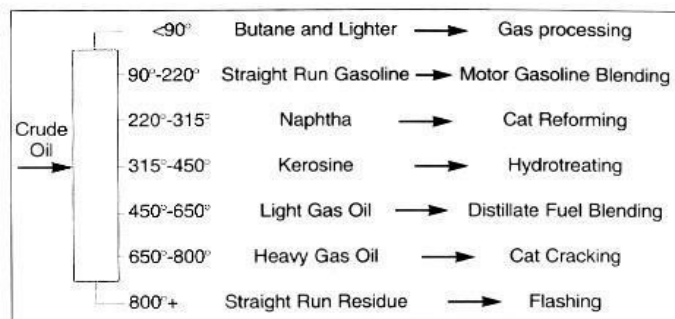 <90° Butane and Lighter Gas processing
90°-220° Straight Run Gasoline Motor Gasoline Blending
220°-315° Naphtha Cat Reforming
Crude
Oil
315°-450° Kerosine Hydrotreating
450°-650° Light Gas Oil Distillate Fuel Blending
650°-800° Heavy Gas Oil Cat Cracking
800°+ Straight Run Residue Flashing